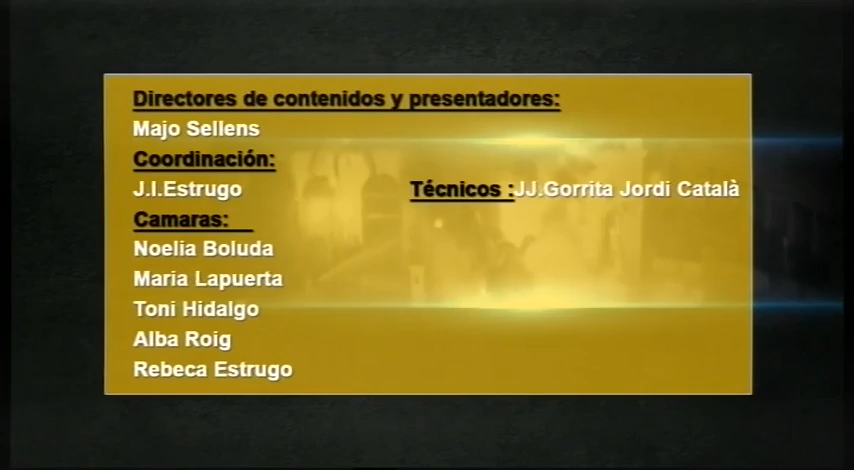 Directores de contenidos y presentadores:
Majo Sellens
Coordinación:
J.I.Estrugo
Técnicos :JJ.Gorrita Jordi Català
Camaras:
Noelia Boluda
Maria Lapuerta
Toni Hidalgo
Alba Roig
Rebeca Estrugo